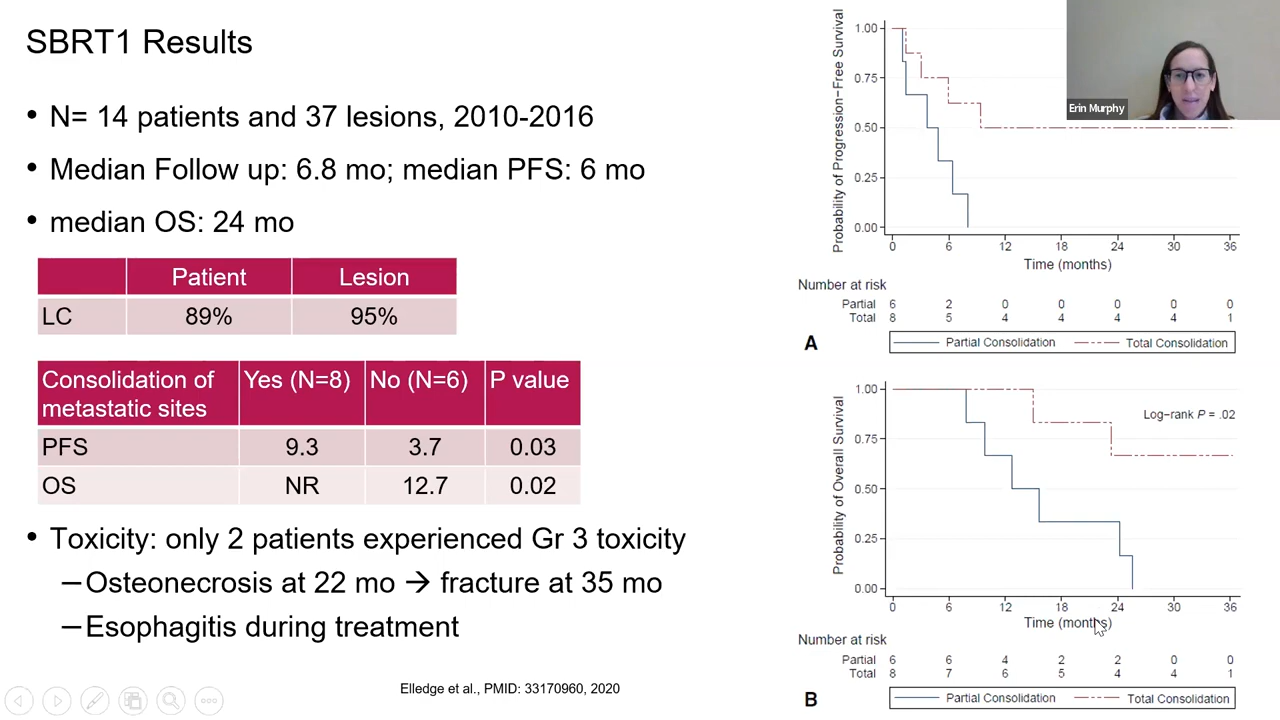 SBRT1 Results
• N= 14 patients and 37 lesions, 2010-2016
• Median Follow up: 6.8 mo; median PFS: 6 mo
• median OS: 24 mo
Patient Lesion
LC 89% 95%
Consolidation of metastatic sites Yes (N=8) No (N=6) P value
PFS 9.3 3.7 0.03
OS NR 12.7 0.02
• Toxicity: only 2 patients experienced Gr 3 toxicity
–Osteonecrosis at 22 mo → fracture at 35 mo
–Esophagitis during treatment
Elledge et al., PMID: 33170960, 2020
Erin Murphy
Probability of Progression-Free Survival
1.00
0.75
0.50
0.25
0.00
0 6 12 18 24 30 36
Time (months)
Number at risk
Partial 6 2 0 0 0 0 0
Total 8 5 4 4 4 4 1
A
Partial Consolidation Total Consolidation
Probability of Overall Survival
1.00
0.75
0.50
0.25
0.00
Log-rank P = .02
0 6 12 18 24 30 36
Time (months)
Number at risk
Partial 6 6 4 2 2 0 0
Total 8 7 6 5 4 4 1
B
Partial Consolidation Total Consolidation